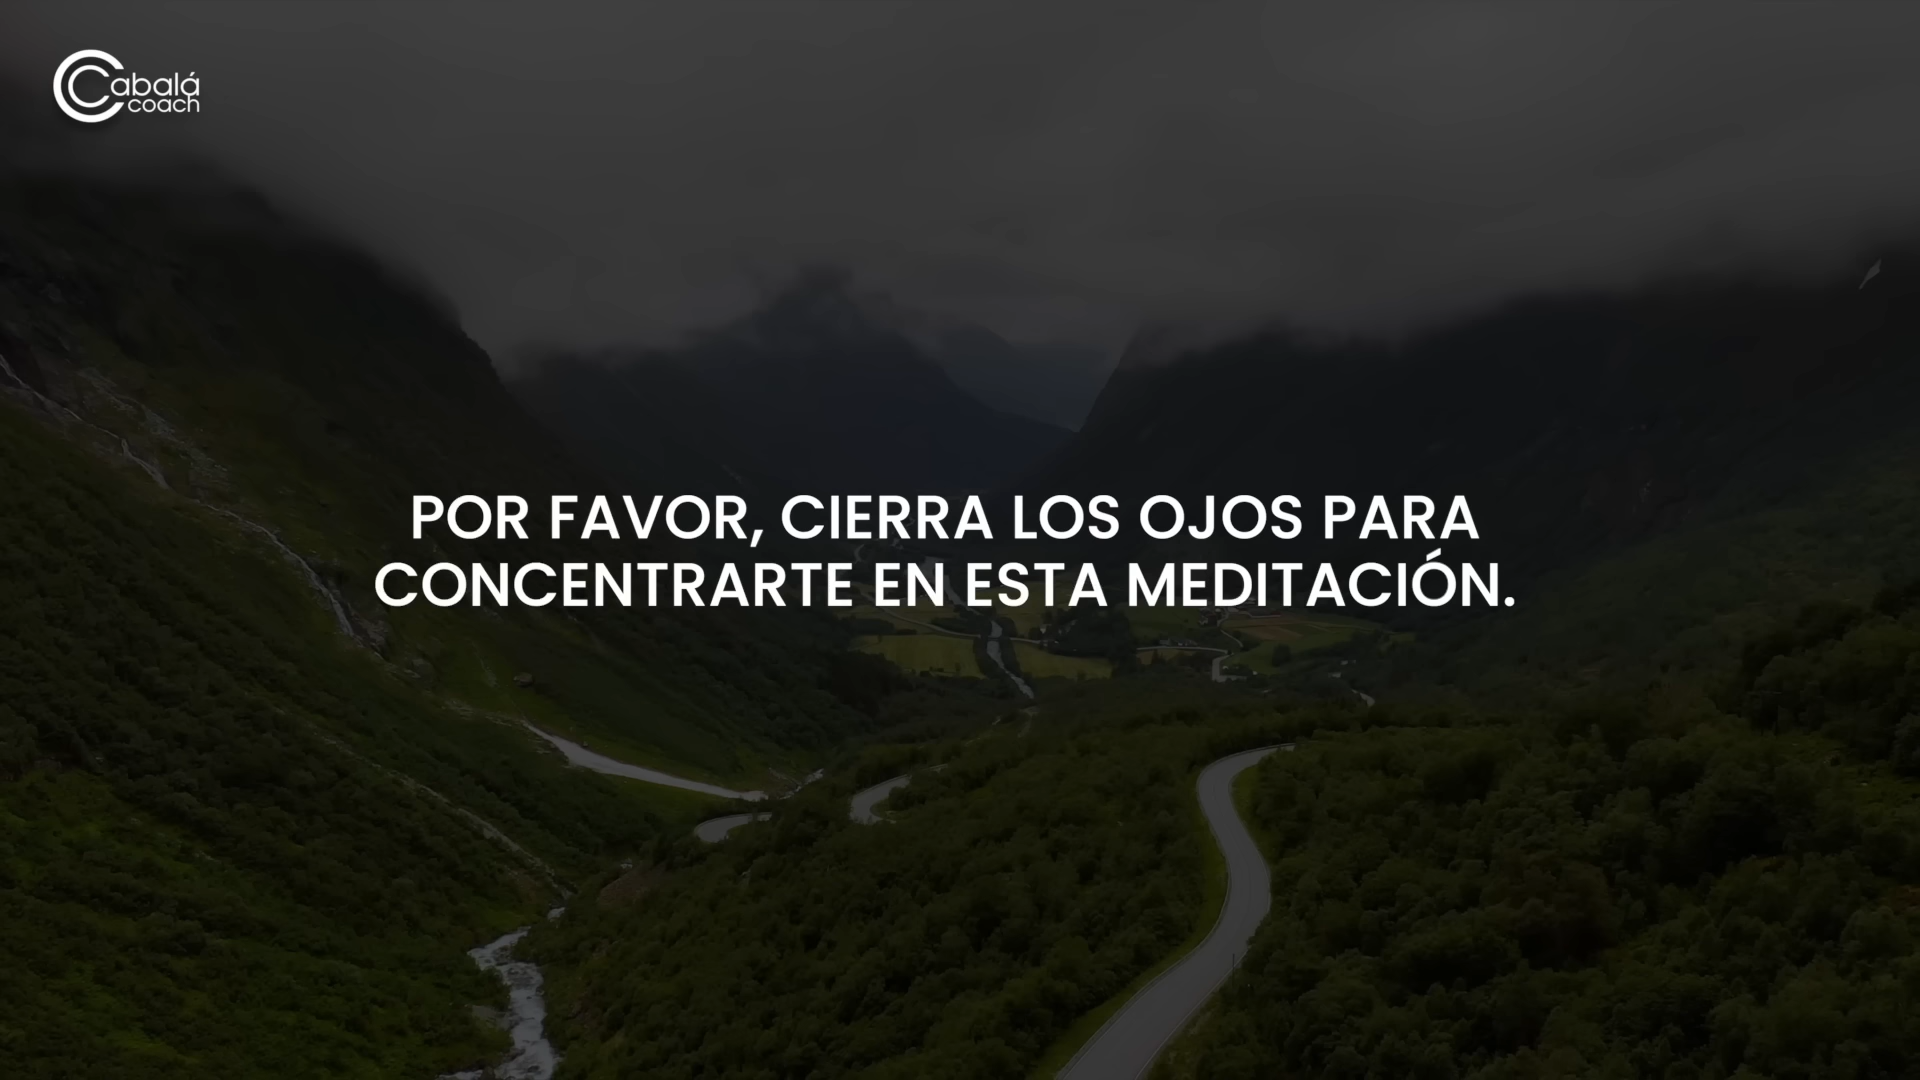 Cabalá
coach
POR FAVOR, CIERRA LOS OJOS PARA
CONCENTRARTE EN ESTA MEDITACIÓN.